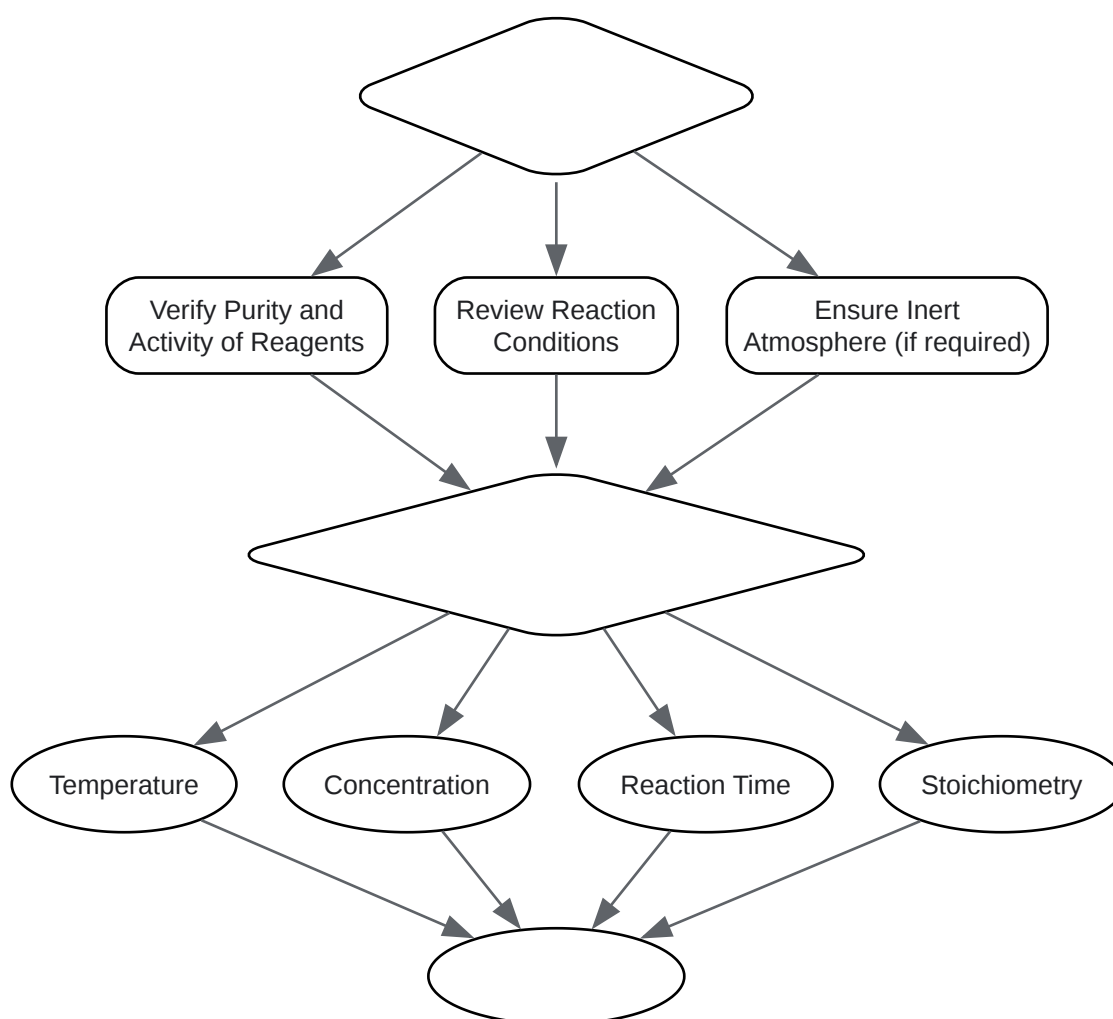 Verify Purity and
Activity of Reagents
Review Reaction
Conditions
Ensure Inert
Atmosphere (if required)
Temperature
Concentration
Reaction Time
Stoichiometry